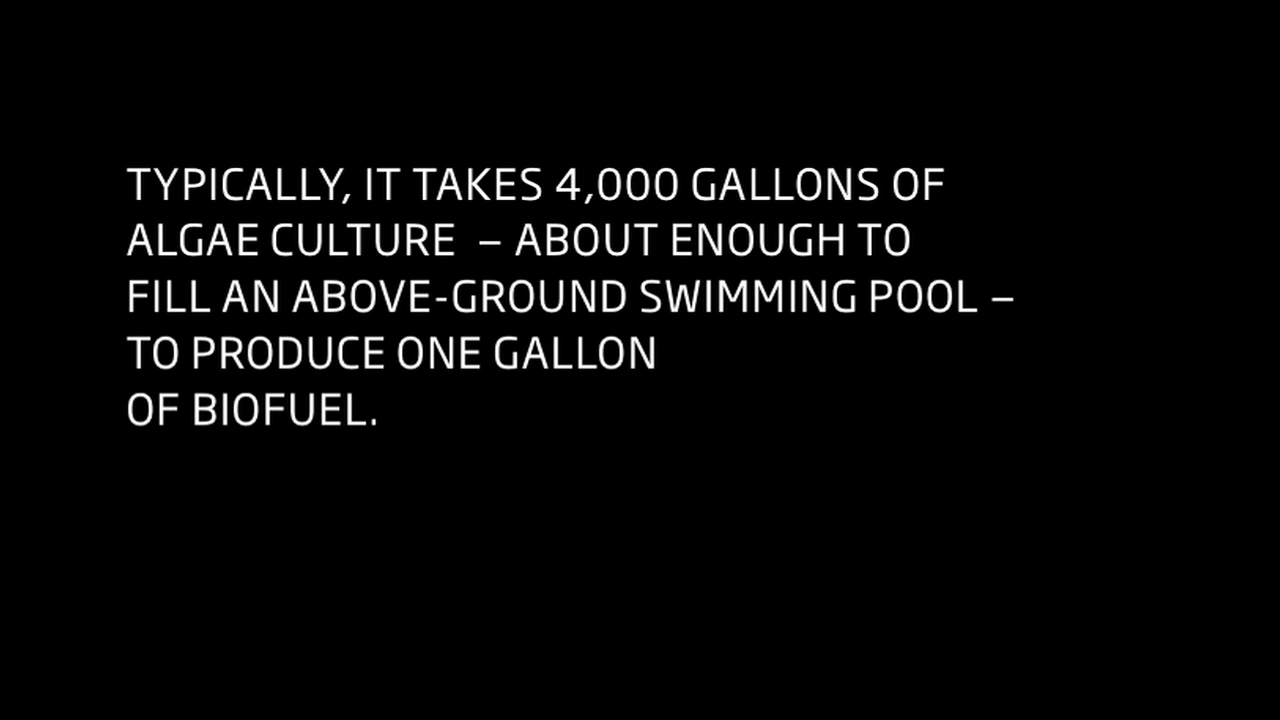 TYPICALLY, IT TAKES 4,000 GALLONS OF
ALGAE CULTURE  – ABOUT ENOUGH TO
FILL AN ABOVE-GROUND SWIMMING POOL –
TO PRODUCE ONE GALLON
OF BIOFUEL.